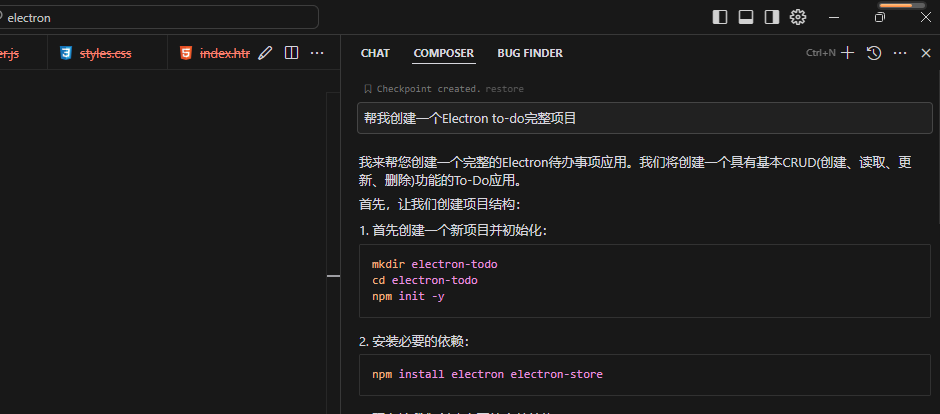 electron
er.js
styles.css
index.htr
CHAT COMPOSER BUG FINDER Ctrl+N
Checkpoint created. restore
帮我创建一个Electron to-do完整项目
我来帮您创建一个完整的Electron待办事项应用。我们将创建一个具有基本CRUD(创建、读取、更
新、删除)功能的To-Do应用。
首先，让我们创建项目结构：
1. 首先创建一个新项目并初始化：
mkdir electron-todo
cd electron-todo
npm init -y
2. 安装必要的依赖：
npm install electron electron-store